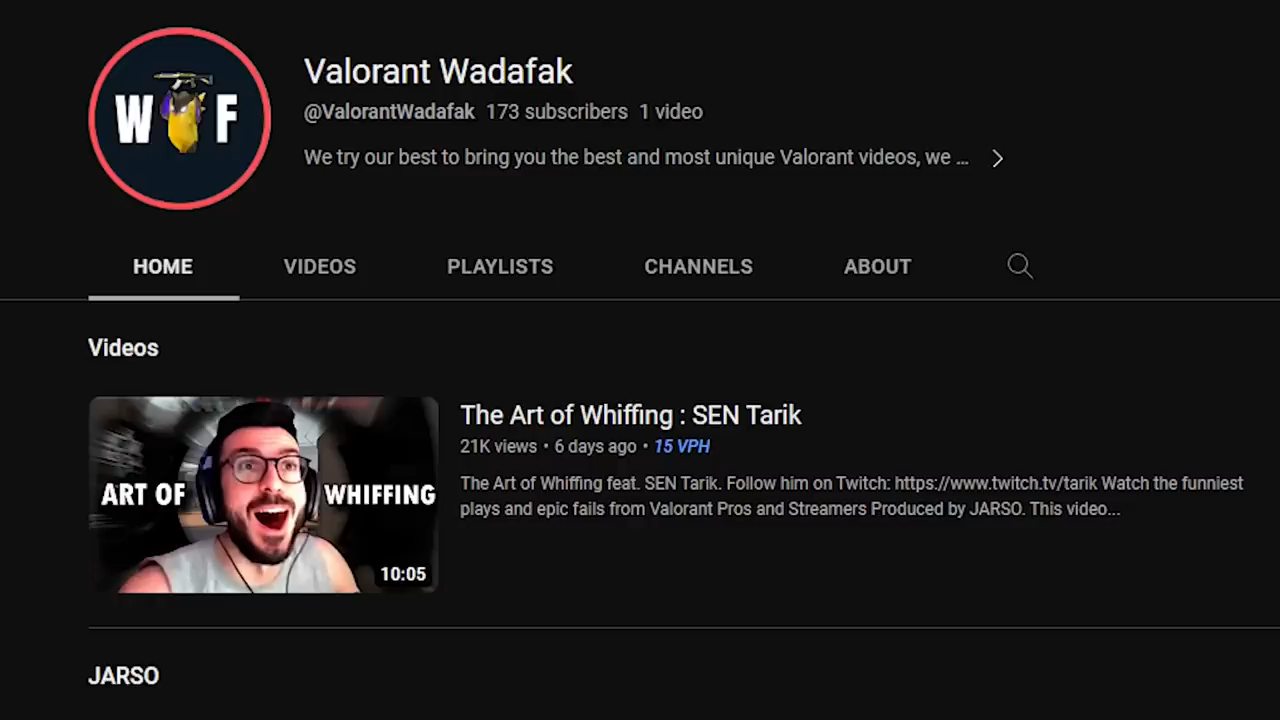 W F
Valorant Wadafak
@ValorantWadafak 173 subscribers 1 video
We try our best to bring you the best and most unique Valorant videos, we ...
HOME VIDEOS PLAYLISTS CHANNELS ABOUT
Videos
ART OF WHIFFING
10:05
The Art of Whiffing : SEN Tarik
21K views • 6 days ago • 15 VPH
The Art of Whiffing feat. SEN Tarik. Follow him on Twitch: https://www.twitch.tv/tarik Watch the funniest
plays and epic fails from Valorant Pros and Streamers Produced by JARSO. This video...
JARSO